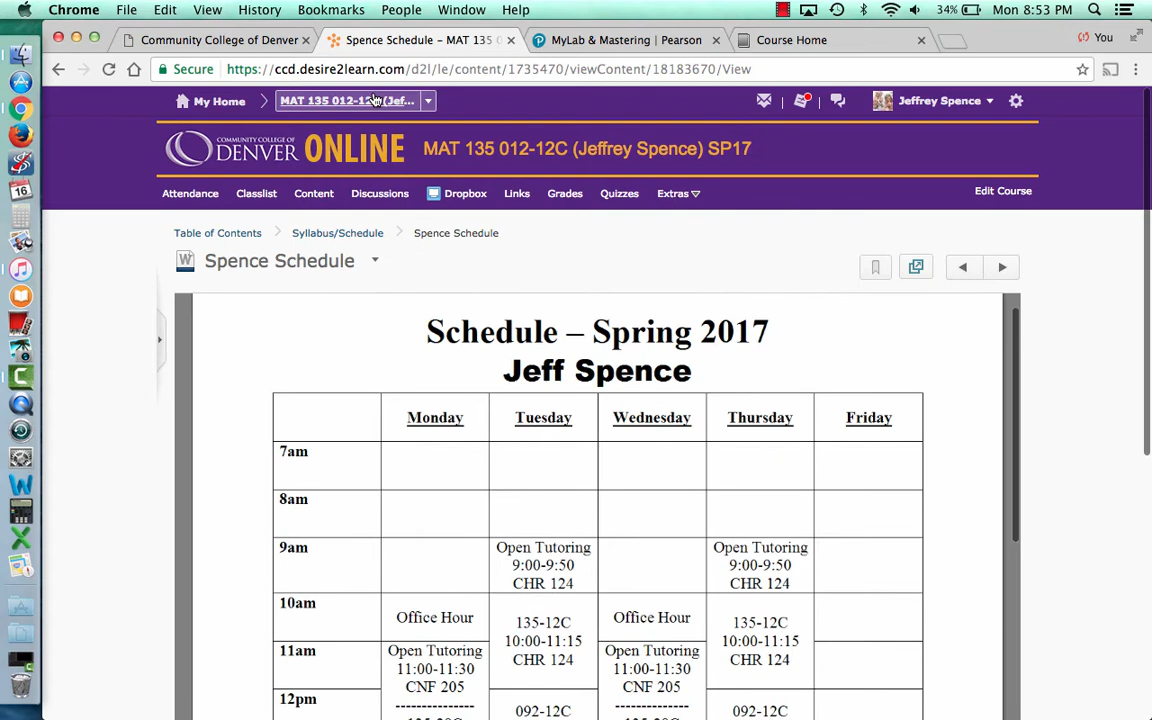 Chrome File Edit View History Bookmarks People Window Help 34% Mon 8:53 PM
Community College of Denver
Spence Schedule – MAT 135 0
MyLab & Mastering | Pearson
Course Home
You
Secure https://ccd.desire2learn.com/d2l/le/content/1735470/viewContent/18183670/View
My Home MAT 135 012-12C (Jef... Jeffrey Spence
COMMUNITY COLLEGE OF
DENVER ONLINE MAT 135 012-12C (Jeffrey Spence) SP17
Attendance Classlist Content Discussions Dropbox Links Grades Quizzes Extras Edit Course
Table of Contents Syllabus/Schedule Spence Schedule
Spence Schedule
Schedule – Spring 2017
Jeff Spence
Monday Tuesday Wednesday Thursday Friday
7am
8am
9am
Open Tutoring
9:00-9:50
CHR 124
Open Tutoring
9:00-9:50
CHR 124
10am
Office Hour
135-12C
10:00-11:15
CHR 124
Office Hour
135-12C
10:00-11:15
CHR 124
11am
Open Tutoring
11:00-11:30
CNF 205
Open Tutoring
11:00-11:30
CNF 205
12pm
---------------
092-12C
---------------
092-12C